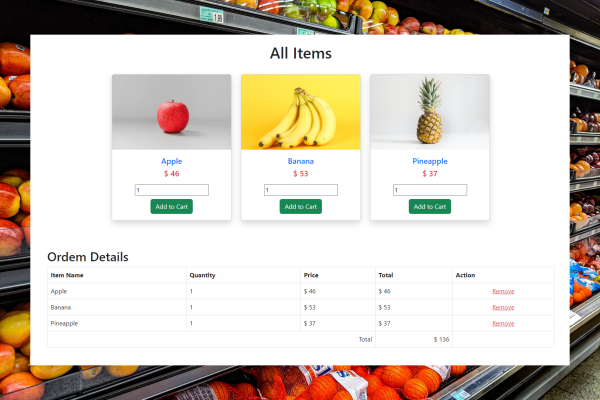 1.99
All Items
Apple
Banana
Pineapple
$ 46
$ 53
$ 37
1
1
1
Add to Cart
Add to Cart
Add to Cart
Ordem Details
Item Name Quantity Price Total Action
Apple 1 $ 46 $ 46 Remove
Banana 1 $ 53 $ 53 Remove
Pineapple 1 $ 37 $ 37 Remove
Total $ 136